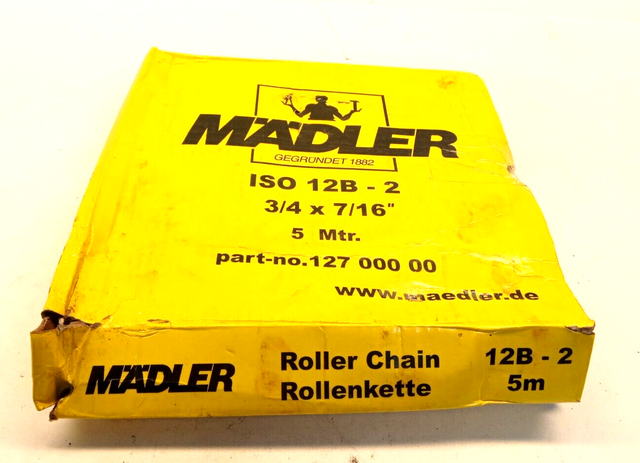 MÄDLER
GEGRÜNDET 1882
ISO 12B - 2
3/4 x 7/16"
5 Mtr.
part-no.127 000 00
www.maedler.de
MÄDLER
Roller Chain 12B - 2
Rollenkette 5m